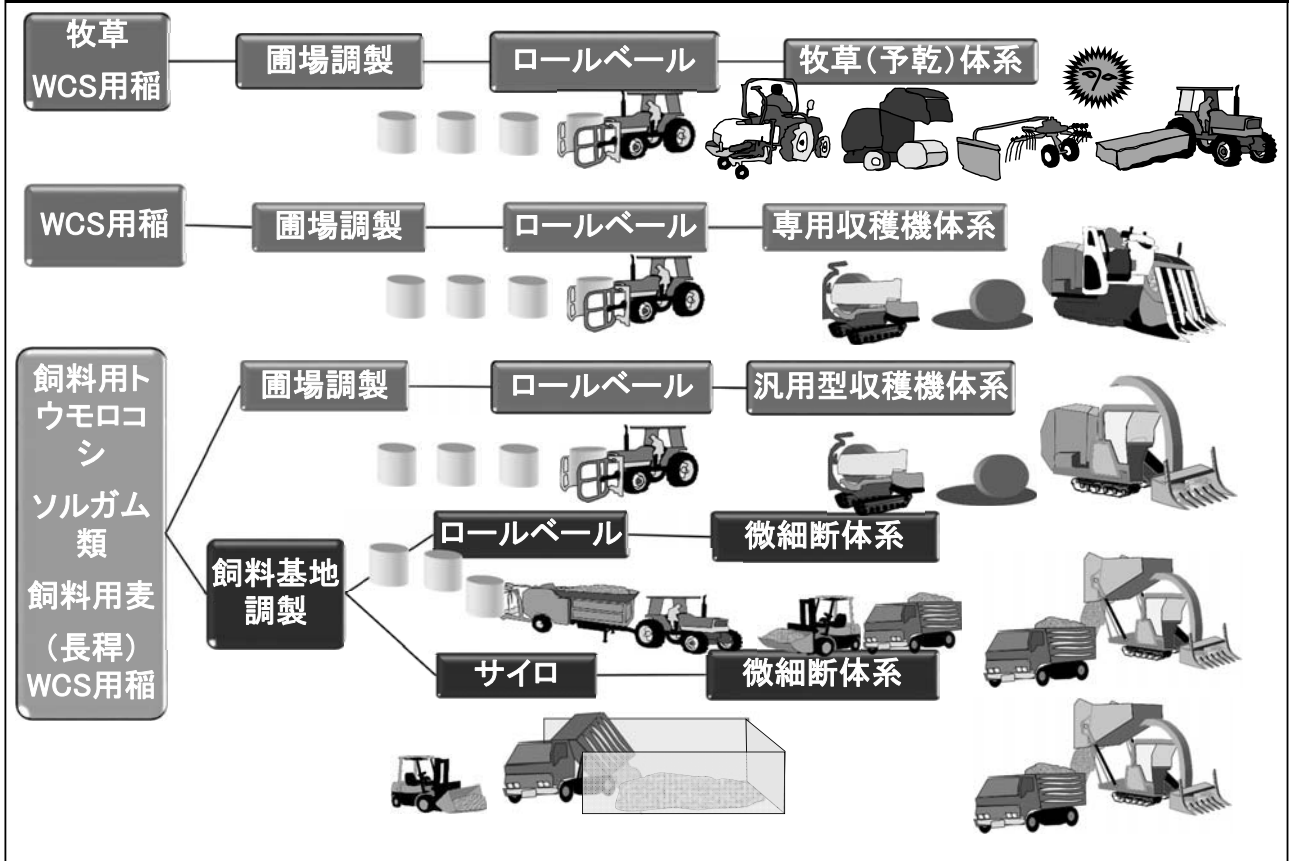 牧草
WCS用稲
圃場調製
ロールベール
牧草(予乾)体系
WCS用稲
圃場調製
ロールベール
専用収穫機体系
飼料用ト
ウモロコ
シ
ソルガム
類
飼料用麦
(長稈)
WCS用稲
圃場調製
ロールベール
汎用型収穫機体系
飼料基地
調製
ロールベール
微細断体系
サイロ
微細断体系